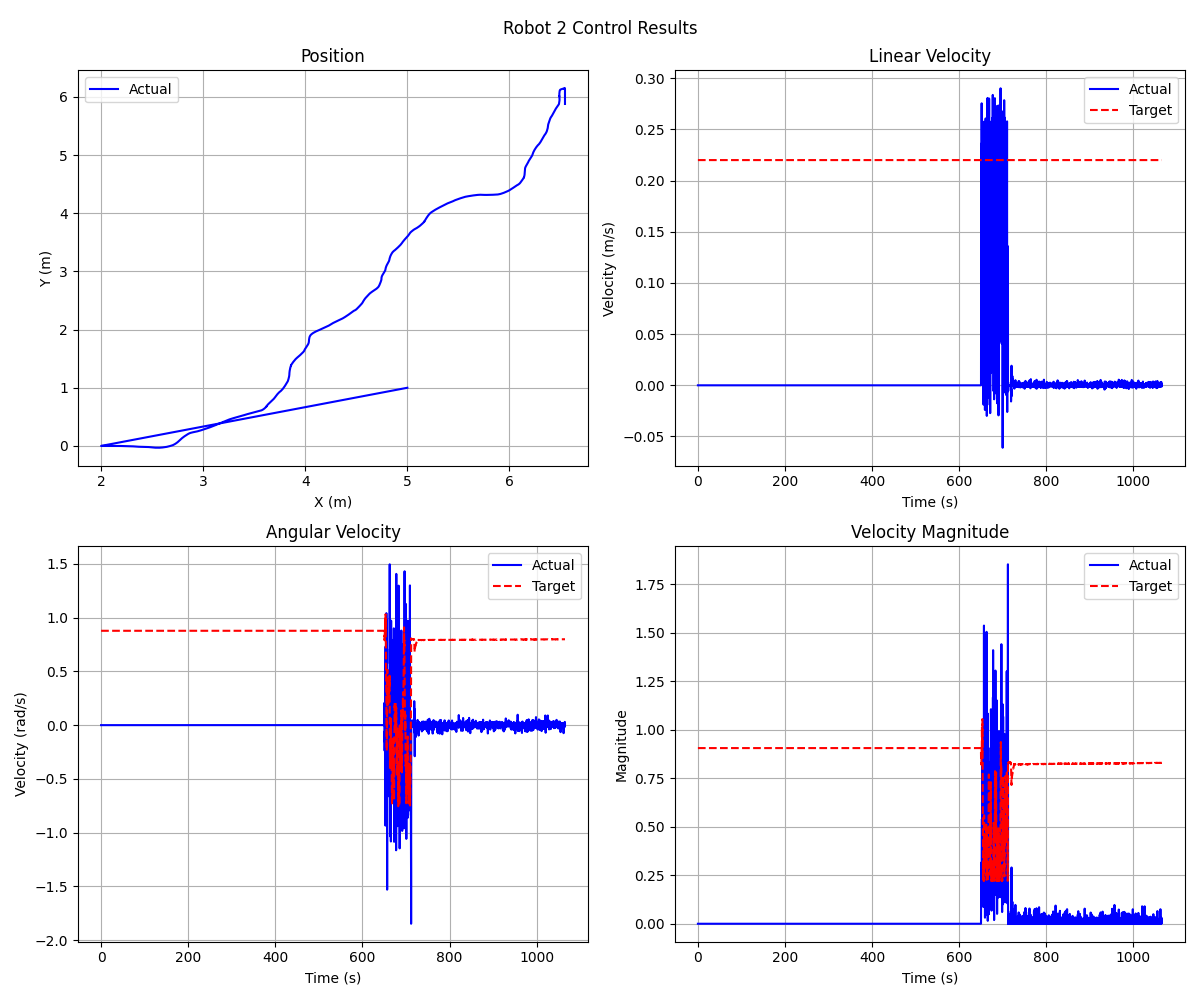 Robot 2 Control Results
Position
Actual
6
5
4
3
2
1
0
Y (m)
2
3
4
5
6
X (m)
Linear Velocity
Actual
Target
0.30
0.25
0.20
0.15
0.10
0.05
0.00
−0.05
Velocity (m/s)
0
200
400
600
800
1000
Time (s)
Angular Velocity
Actual
Target
1.5
1.0
0.5
0.0
−0.5
−1.0
−1.5
−2.0
Velocity (rad/s)
0
200
400
600
800
1000
Time (s)
Velocity Magnitude
Actual
Target
1.75
1.50
1.25
1.00
0.75
0.50
0.25
0.00
Magnitude
0
200
400
600
800
1000
Time (s)